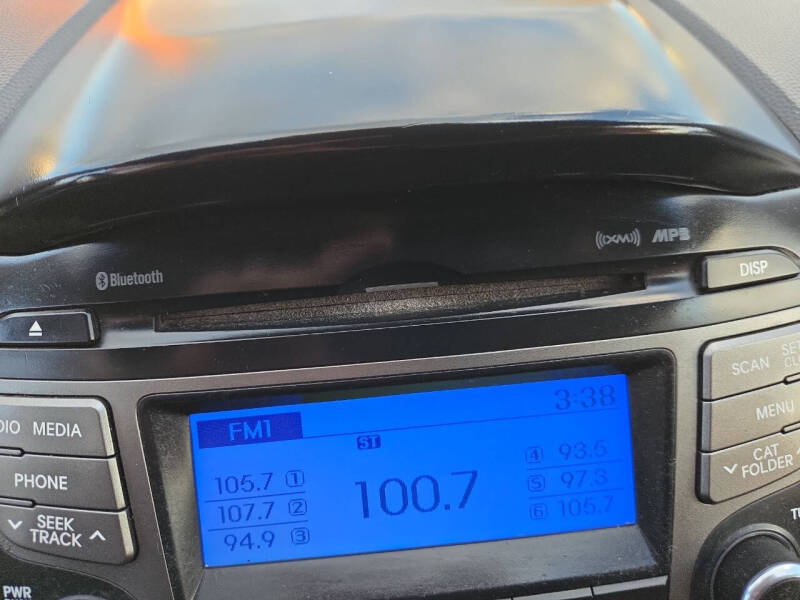 ((XM)) MP3
Bluetooth
DISP
SCAN
MEDIA
MENU
PHONE
CAT
FOLDER
SEEK
TRACK
PWR
FM1
3:38
ST
105.7 1
107.7 2
94.9 3
100.7
4 93.5
5 97.3
6 105.7